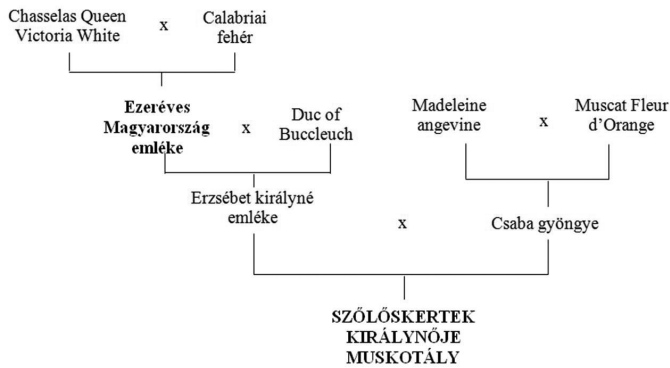 Chasselas Queen
Victoria White
x
Calabriai
fehér
Ezeréves
Magyarország
emléke
x
Duc of
Buccleuch
Madeleine
angevine
x
Muscat Fleur
d’Orange
Erzsébet királyné
emléke
x
Csaba gyöngye
SZŐLŐSKERTEK
KIRÁLYNŐJE
MUSKOTÁLY